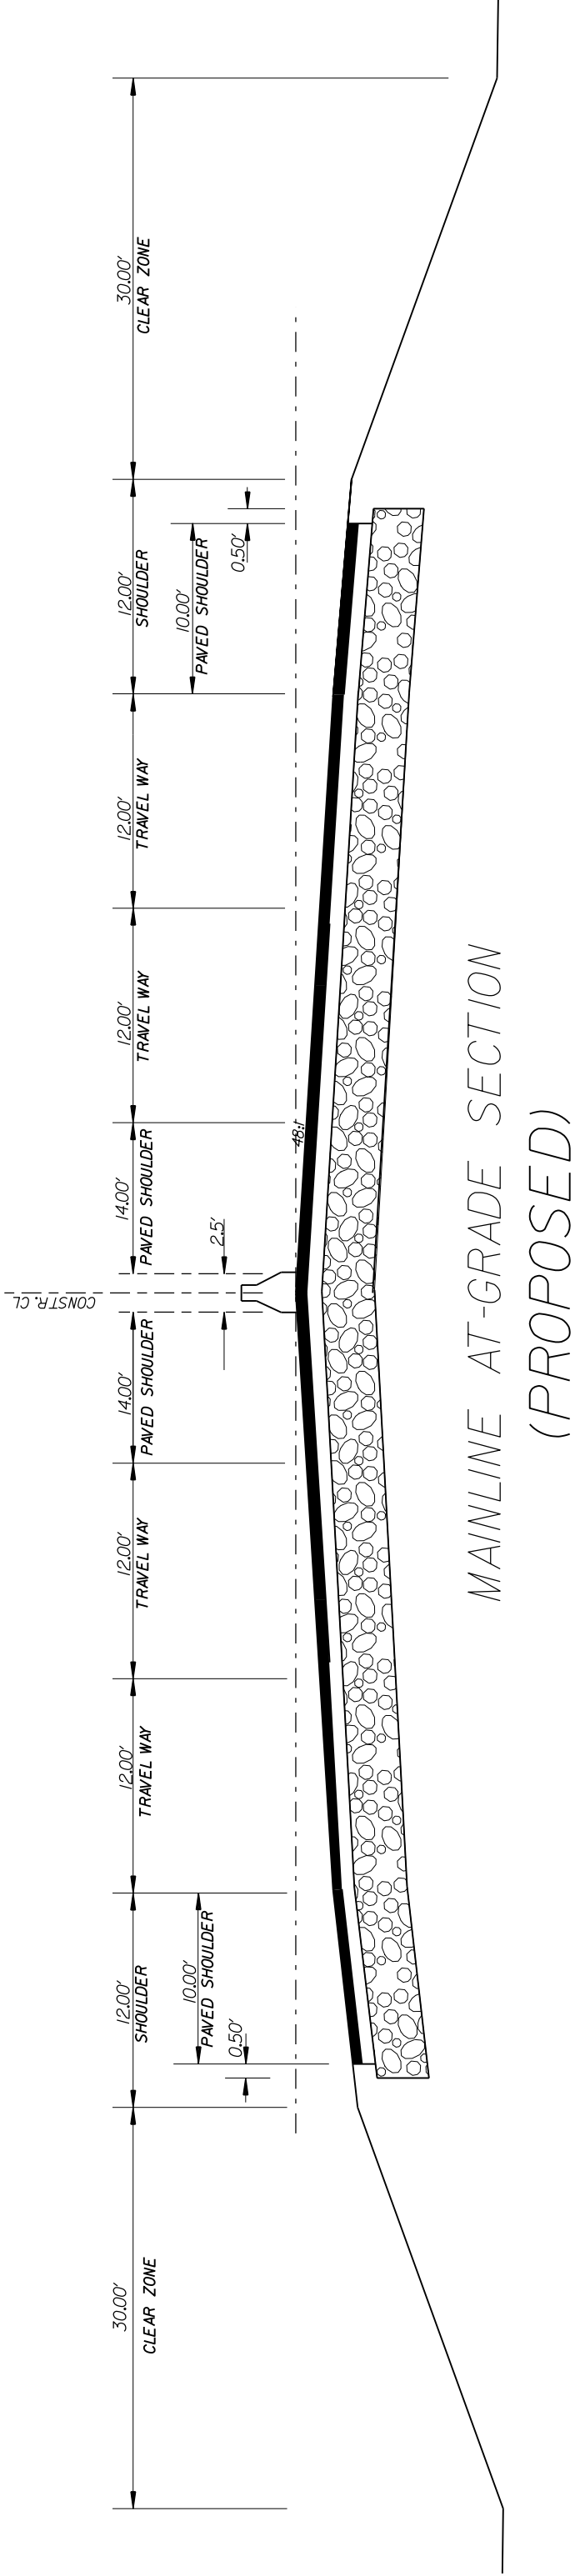 CONSTR. CL
30.00'
CLEAR ZONE
12.00'
SHOULDER
12.00'
TRAVEL WAY
12.00'
TRAVEL WAY
14.00'
PAVED SHOULDER
14.00'
PAVED SHOULDER
12.00'
TRAVEL WAY
12.00'
TRAVEL WAY
12.00'
SHOULDER
30.00'
CLEAR ZONE
10.00'
PAVED SHOULDER
0.50'
2.5'
10.00'
PAVED SHOULDER
0.50'
48:1'
MAINLINE AT-GRADE SECTION
(PROPOSED)